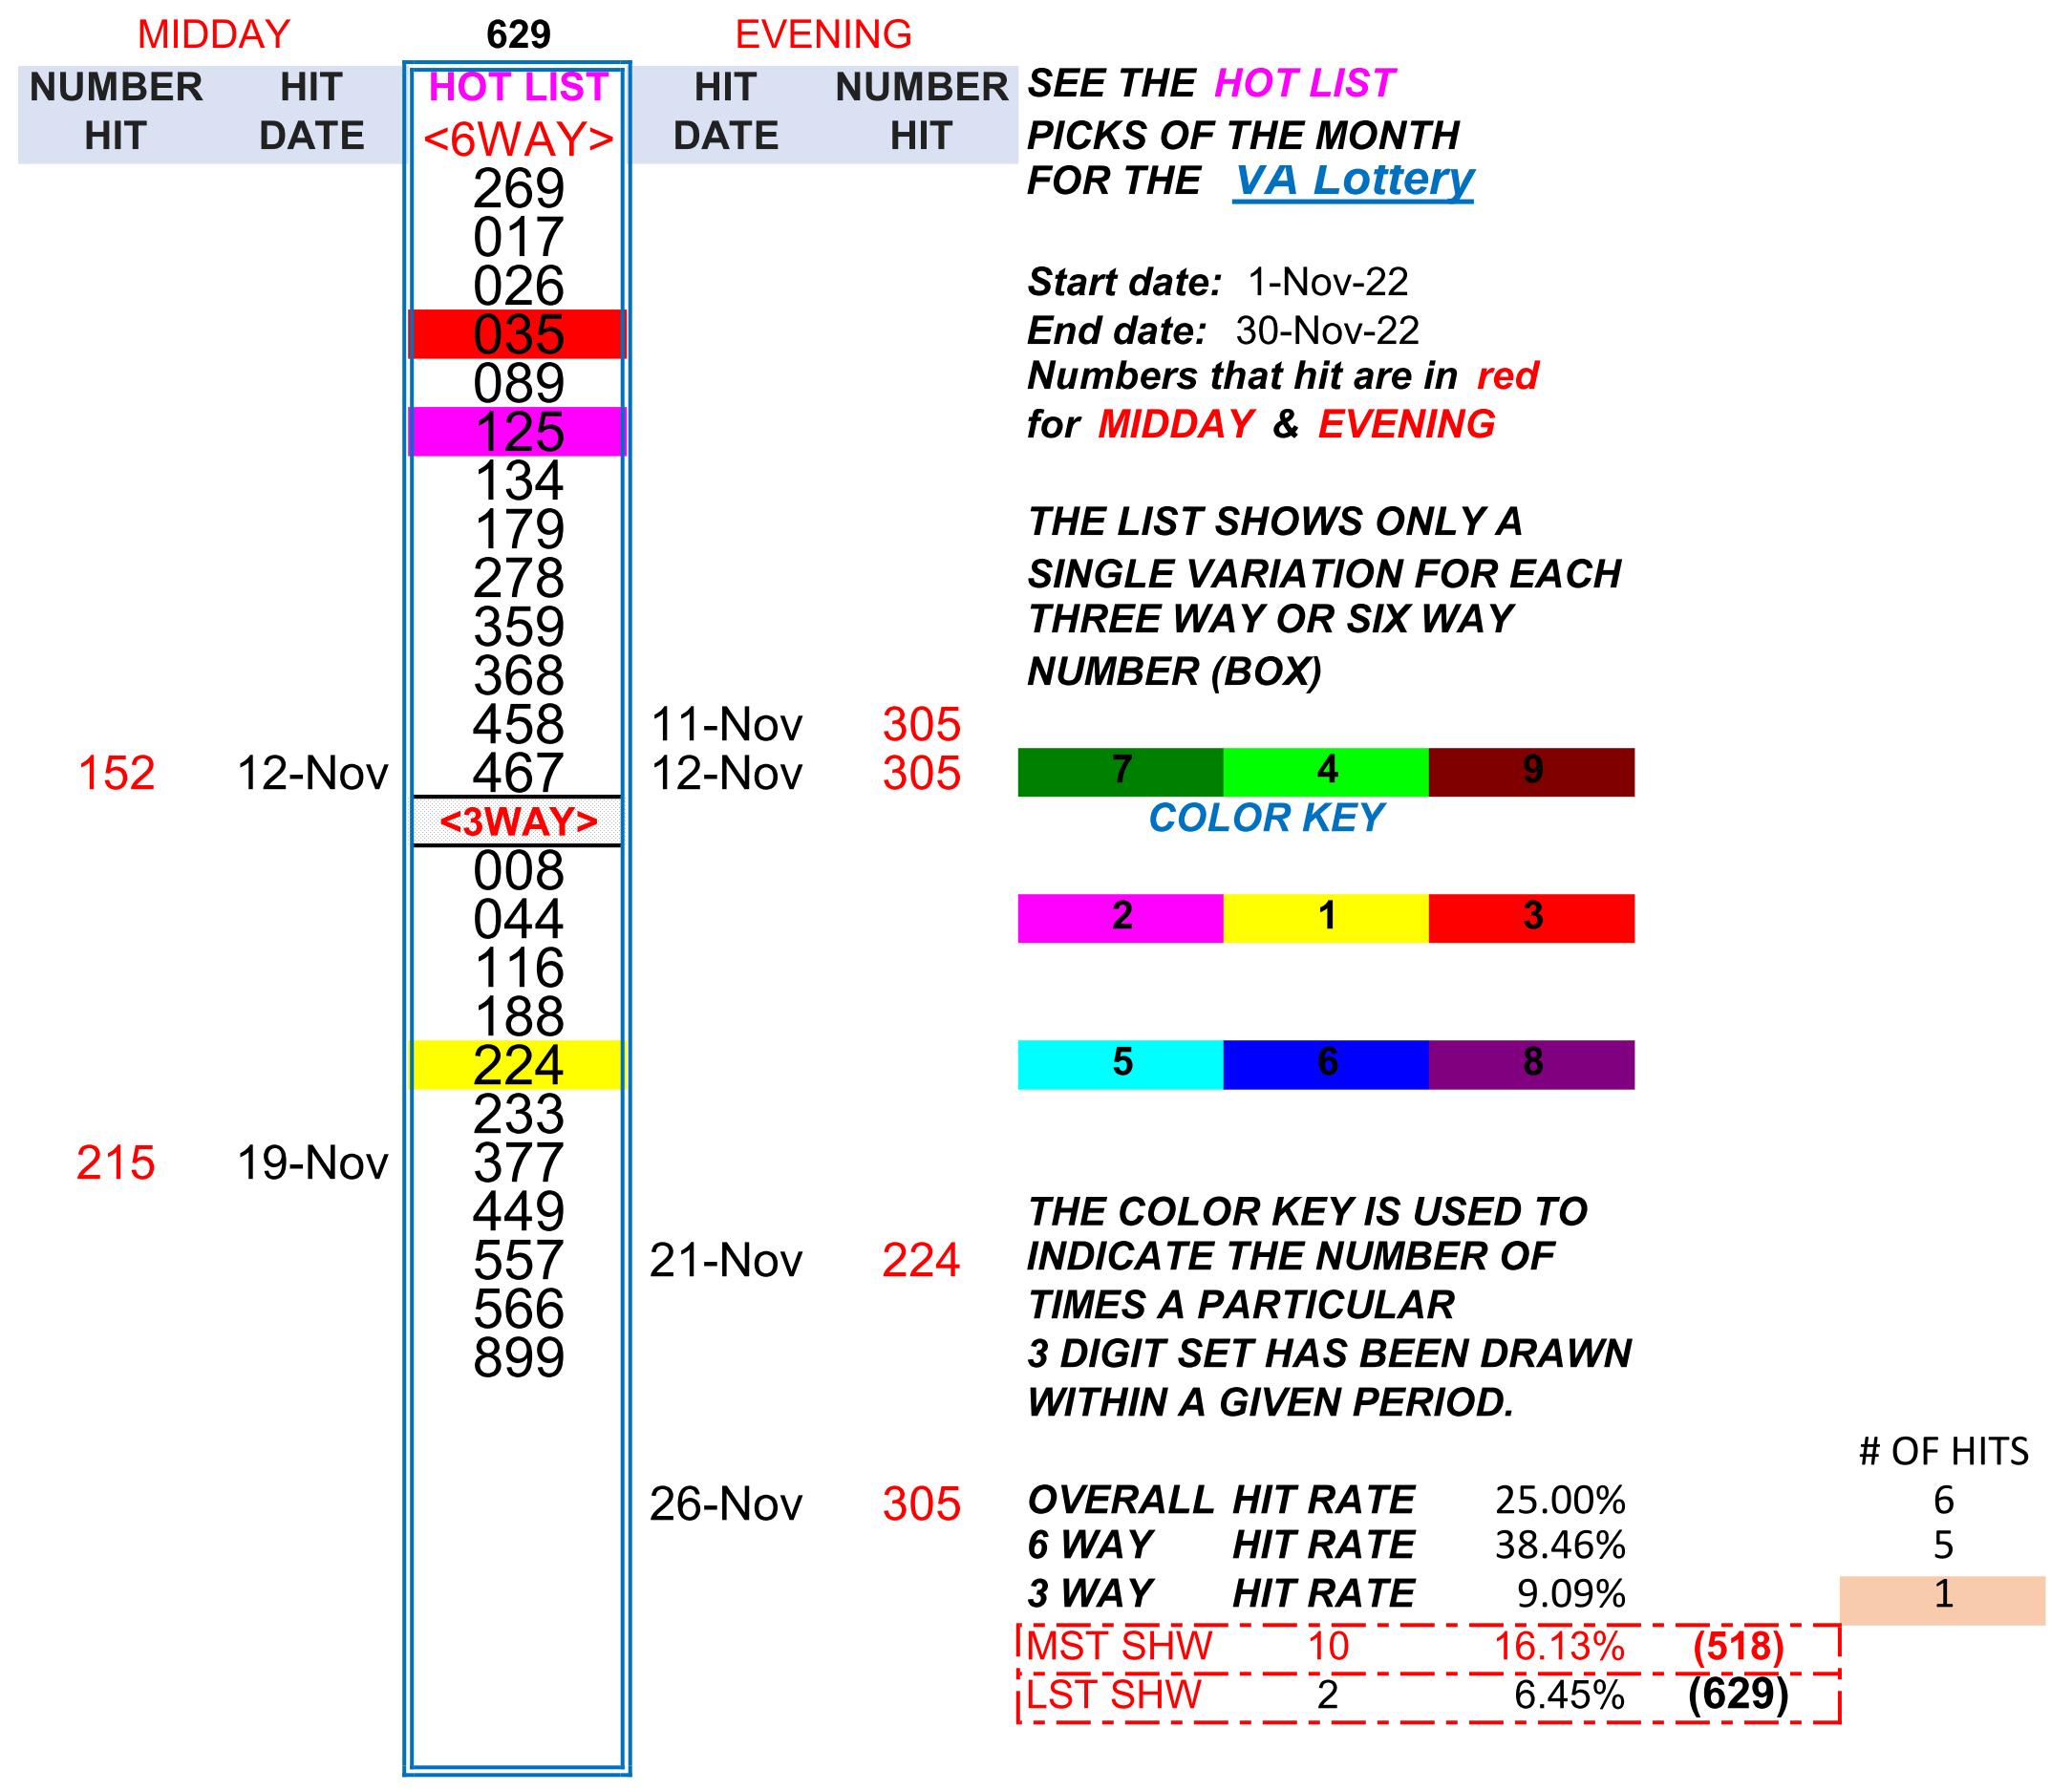 MIDDAY 629 EVENING
NUMBER HIT HOT LIST HIT NUMBER SEE THE HOT LIST
HIT DATE <6WAY> DATE HIT PICKS OF THE MONTH
269 FOR THE VA Lottery
017
026 Start date: 1-Nov-22
035 End date: 30-Nov-22
089 Numbers that hit are in red
125 for MIDDAY & EVENING
134
179 THE LIST SHOWS ONLY A
278 SINGLE VARIATION FOR EACH
359 THREE WAY OR SIX WAY
368 NUMBER (BOX)
458 11-Nov 305
152 12-Nov 467 12-Nov 305 7 4 9
<3WAY> COLOR KEY
008
044 2 1 3
116
188
224 5 6 8
233
215 19-Nov 377
449 THE COLOR KEY IS USED TO
557 21-Nov 224 INDICATE THE NUMBER OF
566 TIMES A PARTICULAR
899 3 DIGIT SET HAS BEEN DRAWN
WITHIN A GIVEN PERIOD.
# OF HITS
26-Nov 305 OVERALL HIT RATE 25.00% 6
6 WAY HIT RATE 38.46% 5
3 WAY HIT RATE 9.09% 1
MST SHW 10 16.13% (518)
LST SHW 2 6.45% (629)